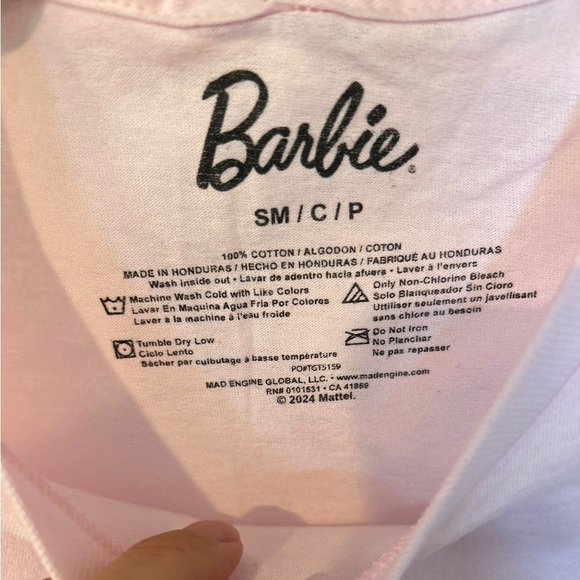 Barbie®
SM / C / P
100% COTTON / ALGODON / COTON
MADE IN HONDURAS / HECHO EN HONDURAS / FABRIQUÉ AU HONDURAS
Wash inside out • Lavar de adentro hacia afuera • Laver à l'envers
Machine Wash Cold with Like Colors
Lavar En Maquina Agua Fria Por Colores
Laver a la machine à l'eau froide
Only Non-Chlorine Bleach
Solo Blanqueador Sin Cloro
Utiliser seulement un javellisant
sans chlore au besoin
Tumble Dry Low
Ciclo Lento
Sécher par culbutage à basse température
Do Not Iron
No Planchar
Ne pas repasser
PO#TGT5159
MAD ENGINE GLOBAL, LLC. • www.madengine.com
RN# 0101531 • CA 41869
© 2024 Mattel.